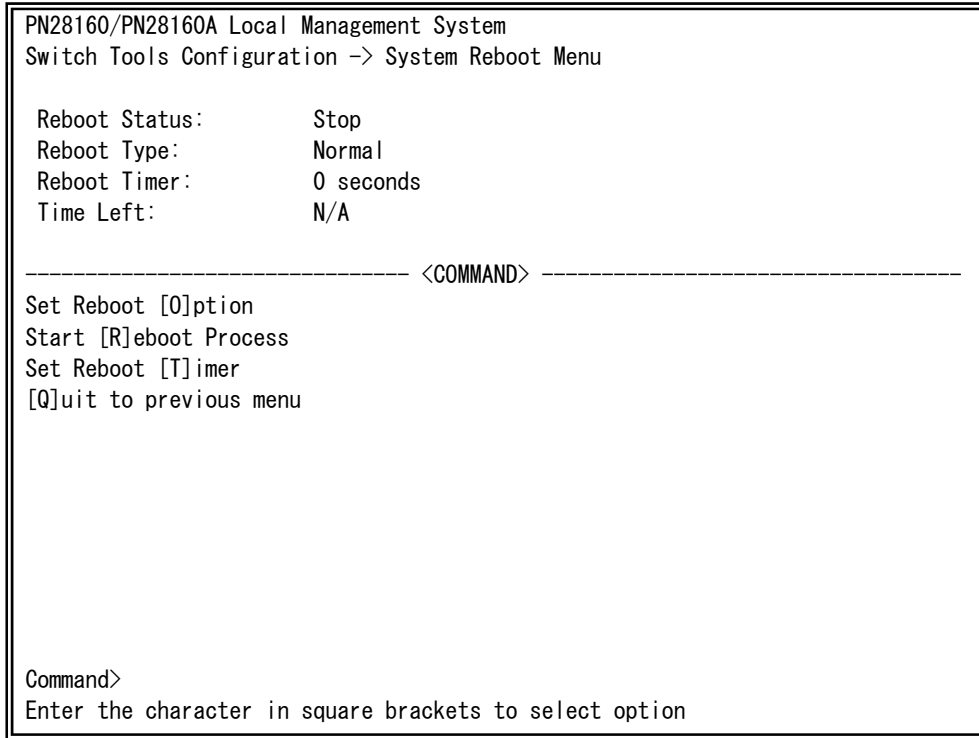 PN28160/PN28160A Local Management System
Switch Tools Configuration -> System Reboot Menu
Reboot Status: Stop
Reboot Type: Normal
Reboot Timer: 0 seconds
Time Left: N/A
-------------------------------- <COMMAND> -----------------------------------
Set Reboot [O]ption
Start [R]eboot Process
Set Reboot [T]imer
[Q]uit to previous menu
Command>
Enter the character in square brackets to select option